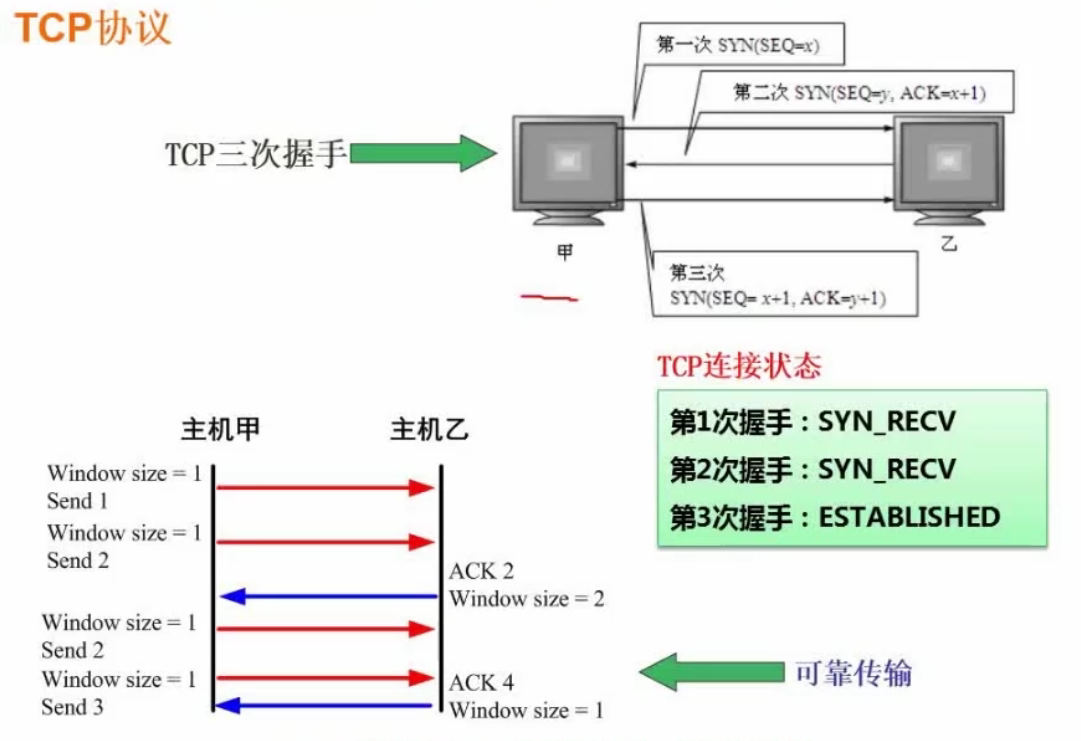 TCP协议
第一次 SYN(SEQ=x)
第二次 SYN(SEQ=y, ACK=x+1)
TCP三次握手
甲
乙
第三次
SYN(SEQ= x+1, ACK=y+1)
TCP连接状态
第1次握手：SYN_RECV
第2次握手：SYN_RECV
第3次握手：ESTABLISHED
主机甲
主机乙
Window size = 1
Send 1
Window size = 1
Send 2
ACK 2
Window size = 2
Window size = 1
Send 2
Window size = 1
Send 3
ACK 4
Window size = 1
可靠传输